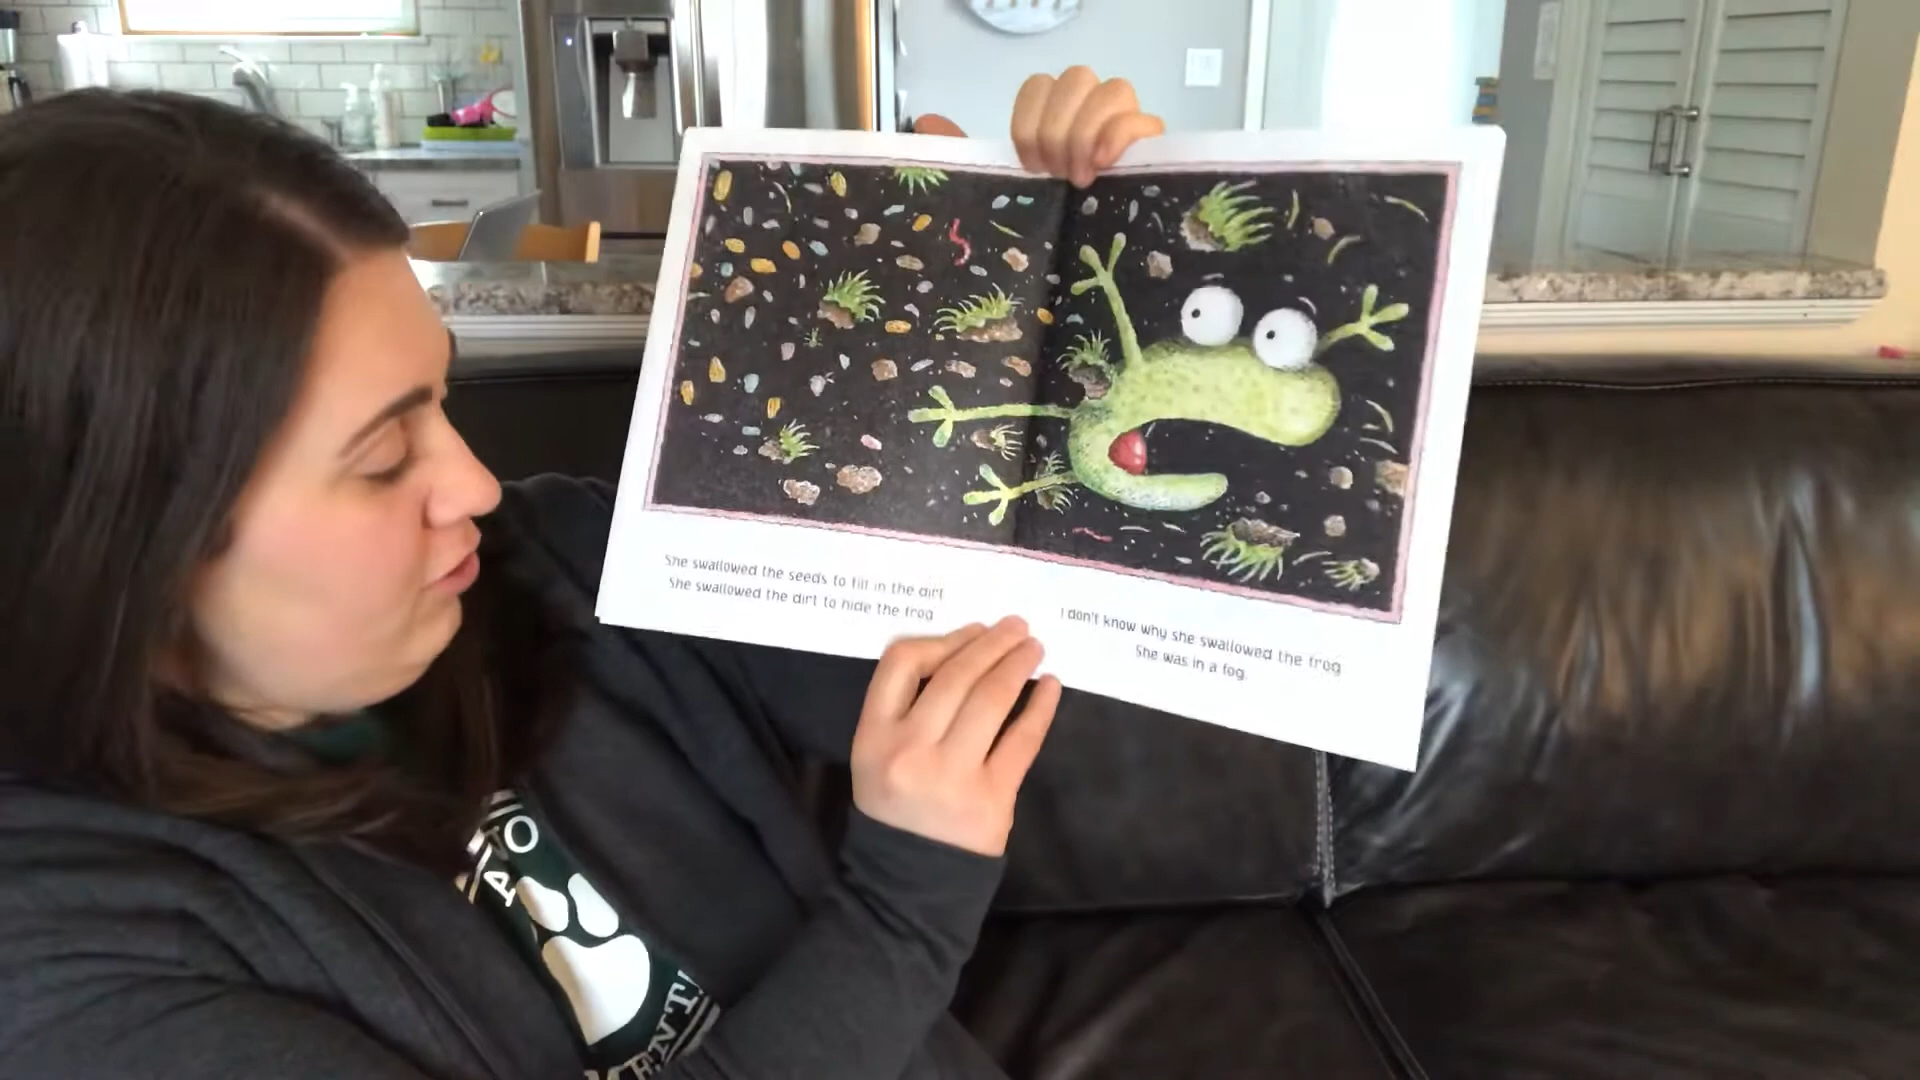 She swallowed the seeds to fill in the dirt
She swallowed the dirt to hide the frog
I don't know why she swallowed the frog
She was in a fog.